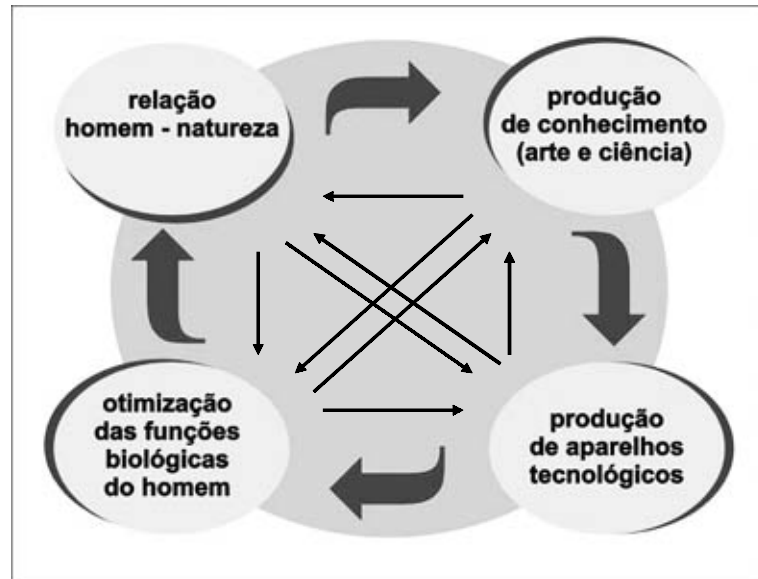 relação
homem - natureza
produção
de conhecimento
(arte e ciência)
otimização
das funções
biológicas
do homem
produção
de aparelhos
tecnológicos